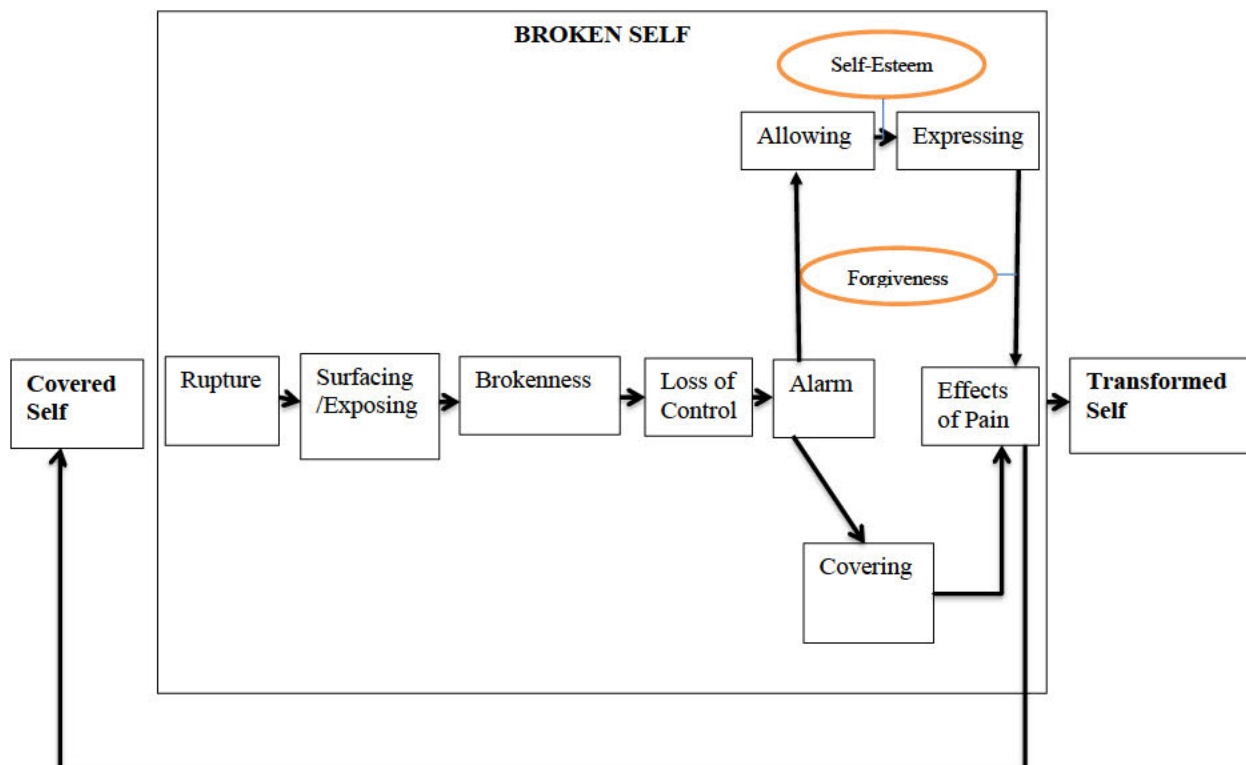 BROKEN SELF
Self-Esteem
Allowing
Expressing
Forgiveness
Covered
Self
Rupture
Surfacing
/Exposing
Brokenness
Loss of
Control
Alarm
Effects
of Pain
Transformed
Self
Covering